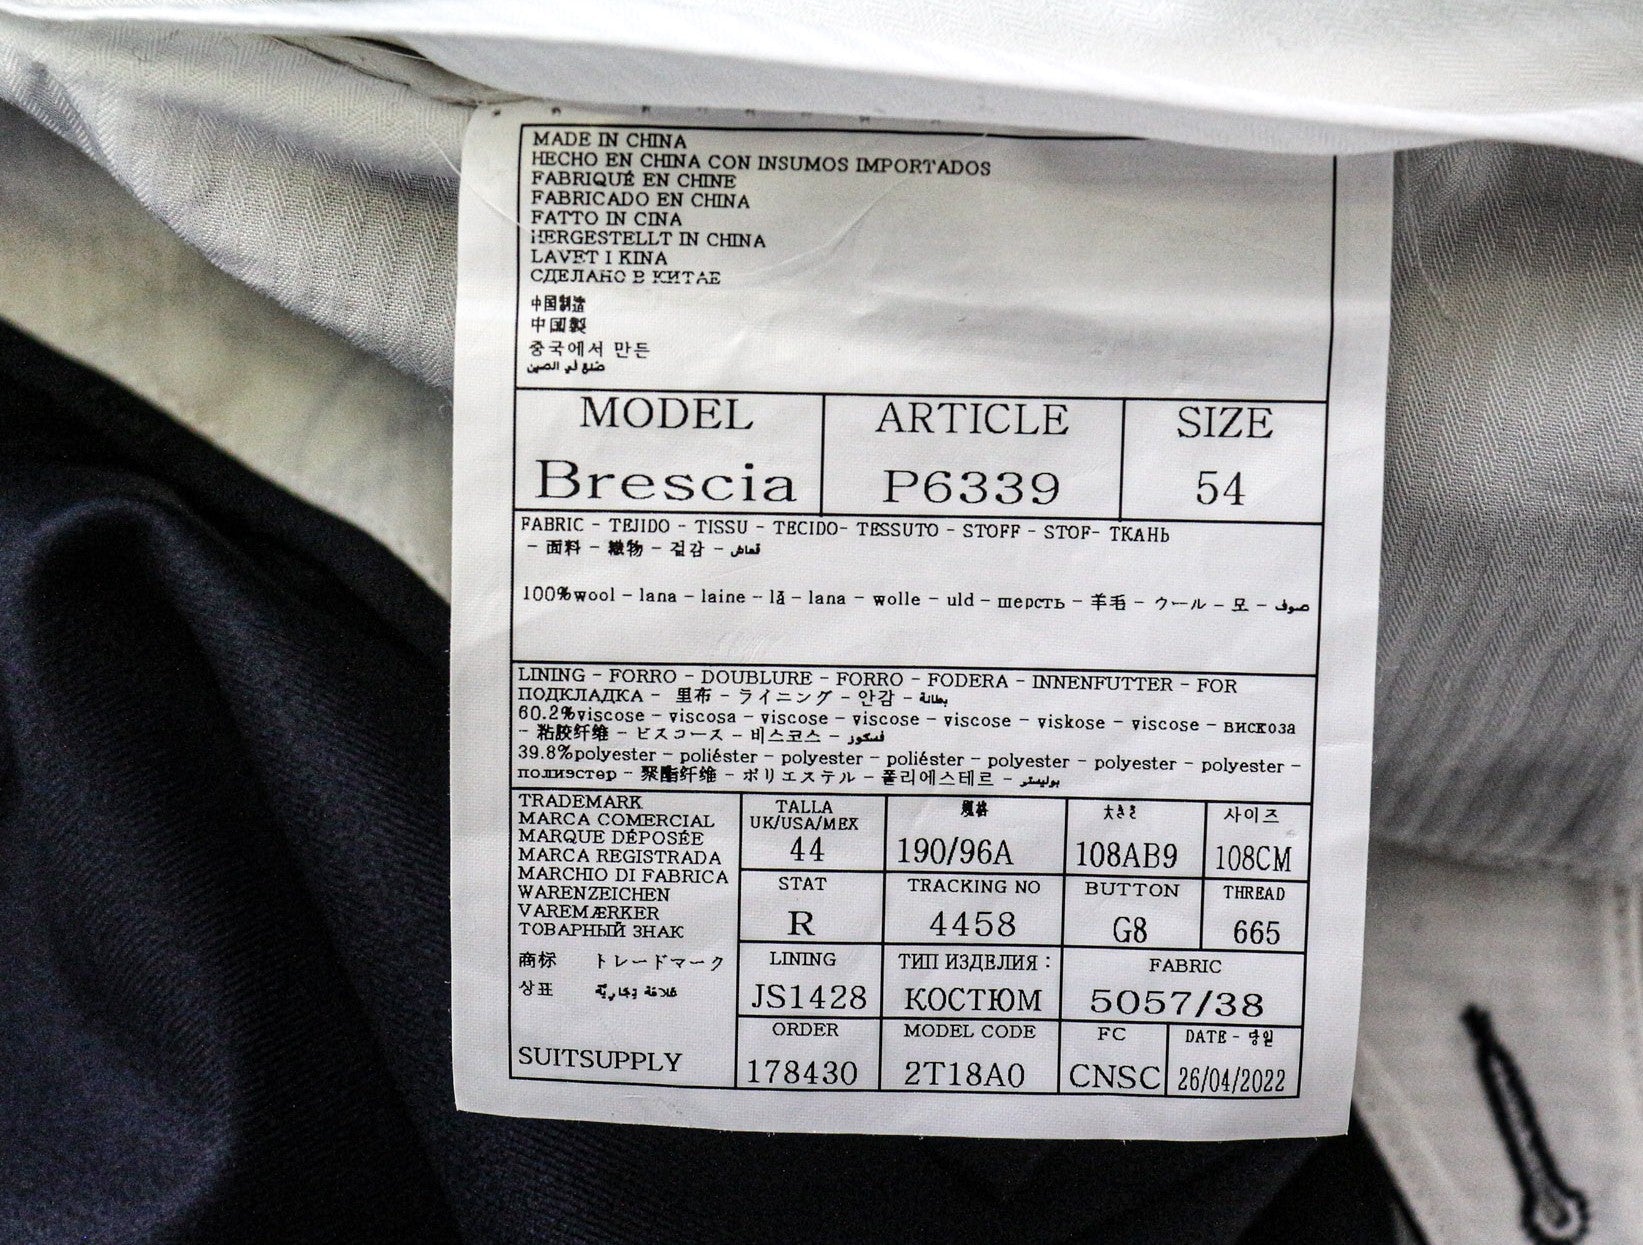 MADE IN CHINA
HECHO EN CHINA CON INSUMOS IMPORTADOS
FABRIQUÉ EN CHINE
FABRICADO EN CHINA
FATTO IN CINA
HERGESTELLT IN CHINA
LAVET I KINA
СДЕЛАНО В КИТАЕ
中国制造
中国製
중국에서 만든
صنع في الصين
MODEL ARTICLE SIZE
Brescia P6339 54
FABRIC - TEJIDO - TISSU - TECIDO- TESSUTO - STOFF - STOF- ТКАНЬ
- 面料 - 織物 - 겉감 - قماش
100%wool - lana - laine - lã - lana - wolle - uld - шерсть - 羊毛 - ウール - 모 - صوف
LINING - FORRO - DOUBLURE - FORRO - FODERA - INNENFUTTER - FOR
ПОДКЛАДКА - 里布 - ライニング - 안감 - بطانة
60.2%viscose - viscosa - viscose - viscose - viscose - viskose - viscose - вискоза
- 粘胶纤维 - ビスコース - 비스코스 - فسكوز
39.8%polyester - poliéster - polyester - poliéster - polyester - polyester - polyester -
полиэстер - 聚酯纤维 - ポリエステル - 폴리에스테르 - بوليستر
TRADEMARK
MARCA COMERCIAL
MARQUE DÉPOSÉE
MARCA REGISTRADA
MARCHIO DI FABRICA
WARENZEICHEN
VAREMÆRKER
ТОВАРНЫЙ ЗНАК
商标 トレードマーク
상표 علامة تجارية
SUITSUPPLY
TALLA UK/USA/MEX 規格 大きさ 사이즈
44 190/96A 108AB9 108CM
STAT TRACKING NO BUTTON THREAD
R 4458 G8 665
LINING ТИП ИЗДЕЛИЯ : FABRIC
JS1428 КОСТЮМ 5057/38
ORDER MODEL CODE FC DATE -
178430 2T18A0 CNSC 26/04/2022